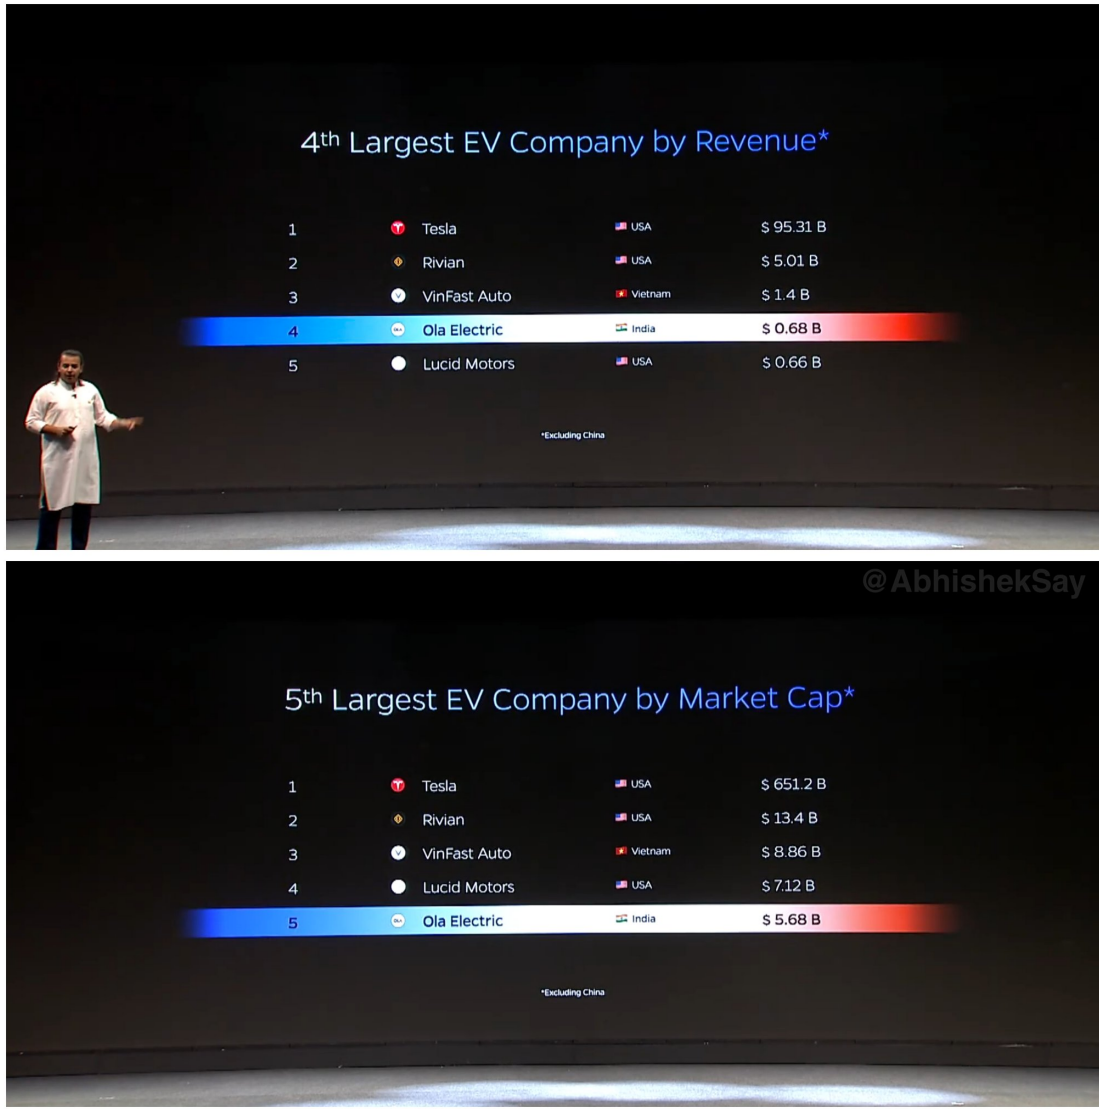 4th Largest EV Company by Revenue*
1 Tesla USA $ 95.31 B
2 Rivian USA $ 5.01 B
3 VinFast Auto Vietnam $ 1.4 B
4 OLA Ola Electric India $ 0.68 B
5 Lucid Motors USA $ 0.66 B
*Excluding China
@AbhishekSay
5th Largest EV Company by Market Cap*
1 Tesla USA $ 651.2 B
2 Rivian USA $ 13.4 B
3 VinFast Auto Vietnam $ 8.86 B
4 Lucid Motors USA $ 7.12 B
5 OLA Ola Electric India $ 5.68 B
*Excluding China